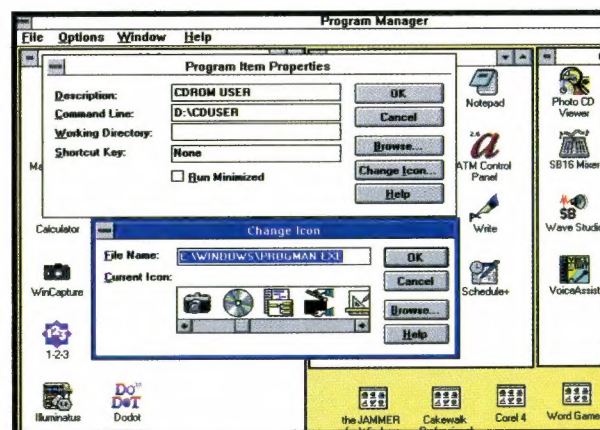 Program Manager
File Options Window Help
Program Item Properties
Description: CDROM USER
Command Line: D:\CDUSER
Working Directory:
Shortcut Key: None
Run Minimized
OK
Cancel
Browse...
Change Icon...
Help
Change Icon
File Name: C:\WINDOWS\PROGMAN.EXE
Current Icon:
OK
Cancel
Browse...
Help
Notepad
Photo CD
Viewer
ATM Control
Panel
SB16 Mixer
Calculator
Write
Wave Studio
WinCapture
Schedule+
VoiceAssist
1-2-3
Illuminatus
Dodot
the JAMMER
Cakewalk
Corel 4
Word Game